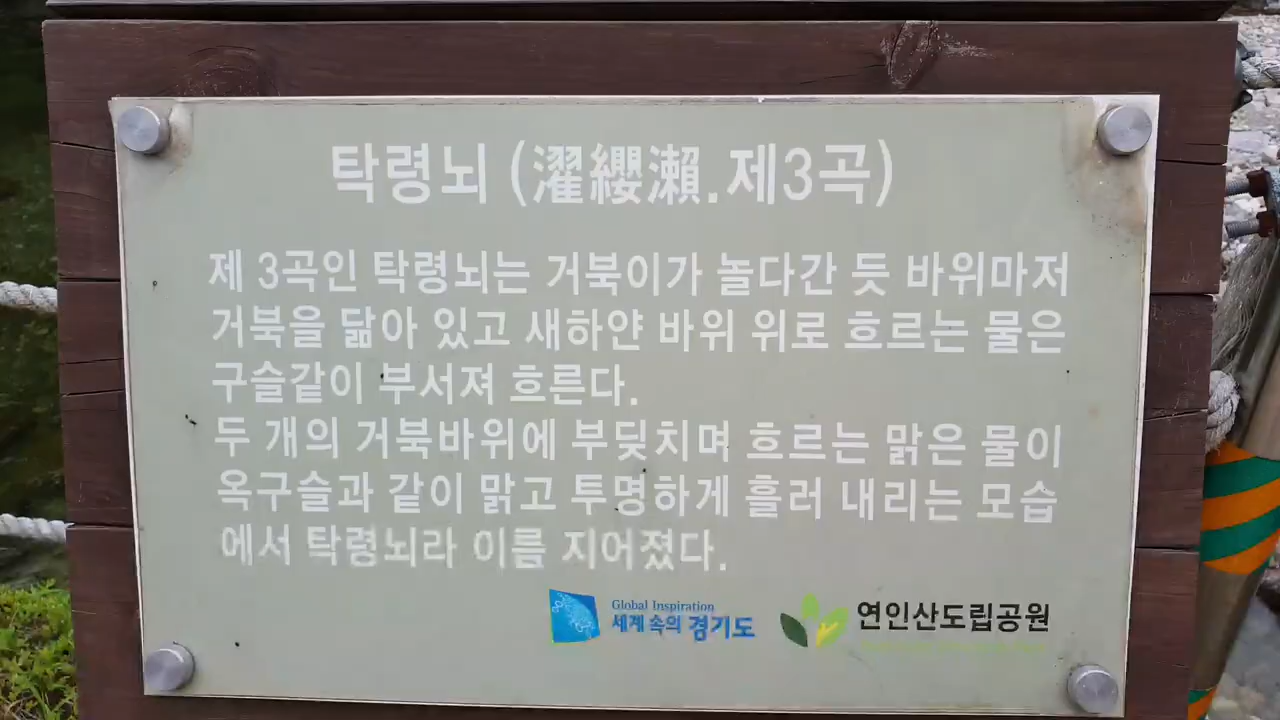 탁령뇌 (濯纓瀨.제3곡)
제 3곡인 탁령뇌는 거북이가 놀다간 듯 바위마저
거북을 닮아 있고 새하얀 바위 위로 흐르는 물은
구슬같이 부서져 흐른다.
두 개의 거북바위에 부딪치며 흐르는 맑은 물이
옥구슬과 같이 맑고 투명하게 흘러 내리는 모습
에서 탁령뇌라 이름 지어졌다.
Global Inspiration
세계 속의 경기도
연인산도립공원